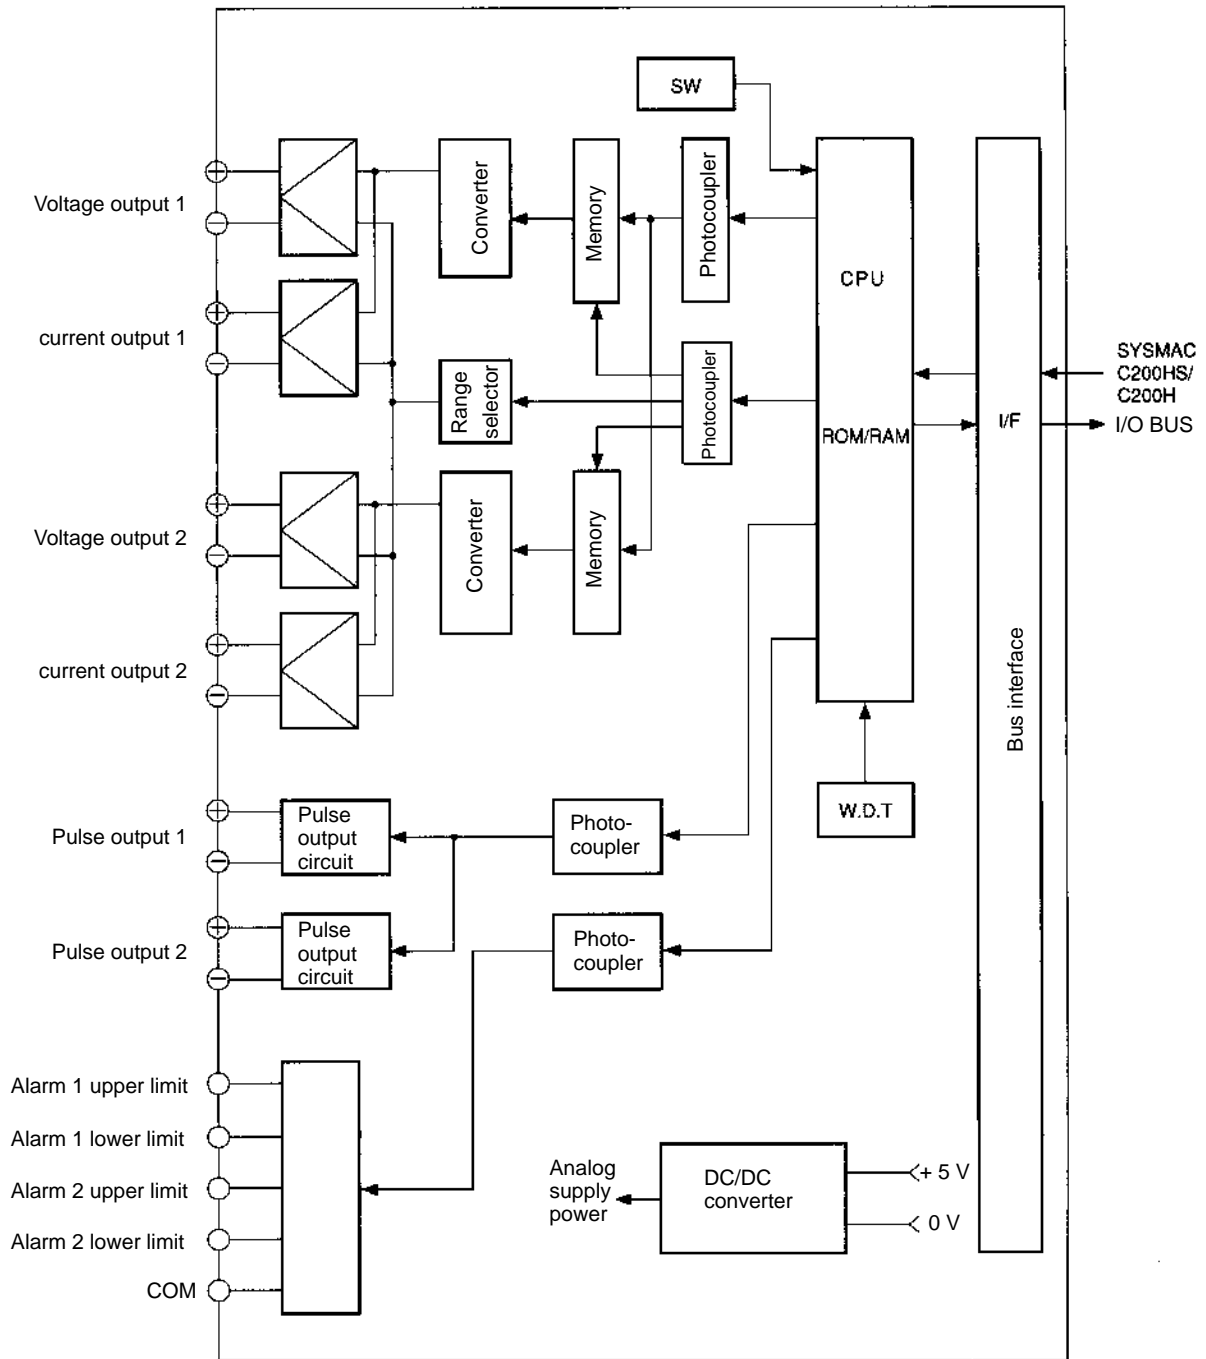 SW
Voltage output 1
Converter
Memory
Photocoupler
CPU
current output 1
Range
selector
Photocoupler
ROM/RAM
I/F
SYSMAC
C200HS/
C200H
I/O BUS
Voltage output 2
Converter
Memory
current output 2
Bus interface
W.D.T
Pulse output 1
Pulse
output
circuit
Photo-
coupler
Pulse output 2
Pulse
output
circuit
Photo-
coupler
Alarm 1 upper limit
Alarm 1 lower limit
Alarm 2 upper limit
Alarm 2 lower limit
COM
Analog
supply
power
DC/DC
converter
+ 5 V
0 V